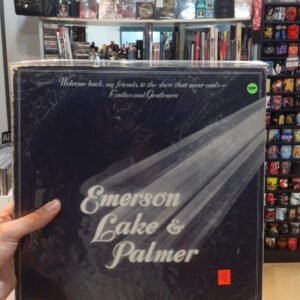 Welcome back, my friends, to the show that never ends –
Ladies and Gentlemen
Emerson
Lake &
Palmer